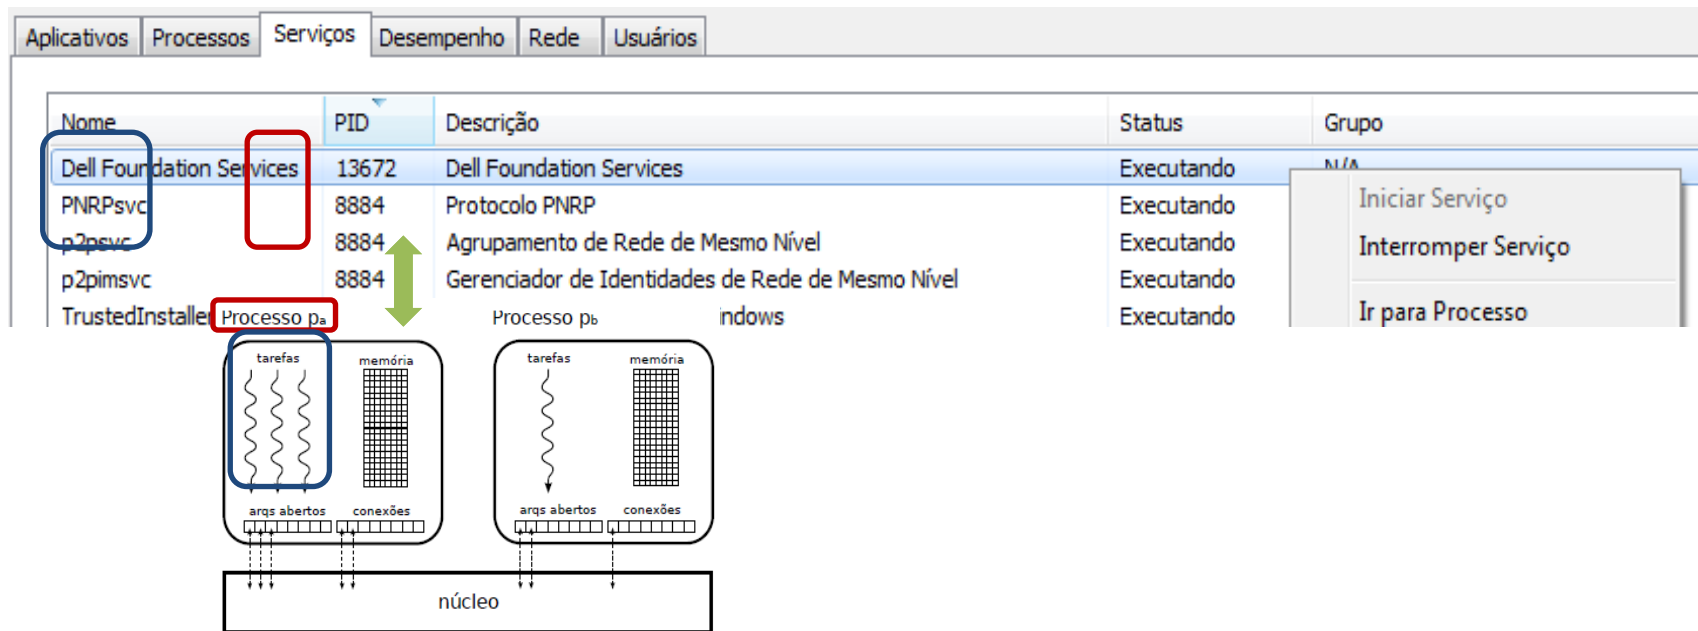 Aplicativos Processos Serviços Desempenho Rede Usuários
Nome PID Descrição Status Grupo
Dell Foundation Services 13672 Dell Foundation Services Executando N/A
PNRPsvc 8884 Protocolo PNRP Executando
p2psvc 8884 Agrupamento de Rede de Mesmo Nível Executando
p2pimsvc 8884 Gerenciador de Identidades de Rede de Mesmo Nível Executando
TrustedInstaller indows Executando
Iniciar Serviço
Interromper Serviço
Ir para Processo
Processo pa Processo pb
tarefas memória tarefas memória
arqs abertos conexões arqs abertos conexões
núcleo